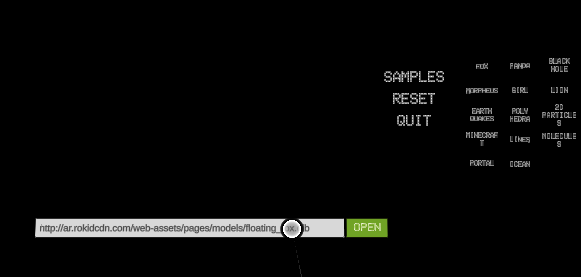 SAMPLES
RESET
QUIT
FOX PANDA BLACK
HOLE
MORPHEUS GIRL LION
EARTH
QUAKES POLY
HEDRA 2D
PARTICLE
S
MINECRAF
T LINES MOLECULE
S
PORTAL OCEAN
http://ar.rokidcdn.com/web-assets/pages/models/floating_ OPEN